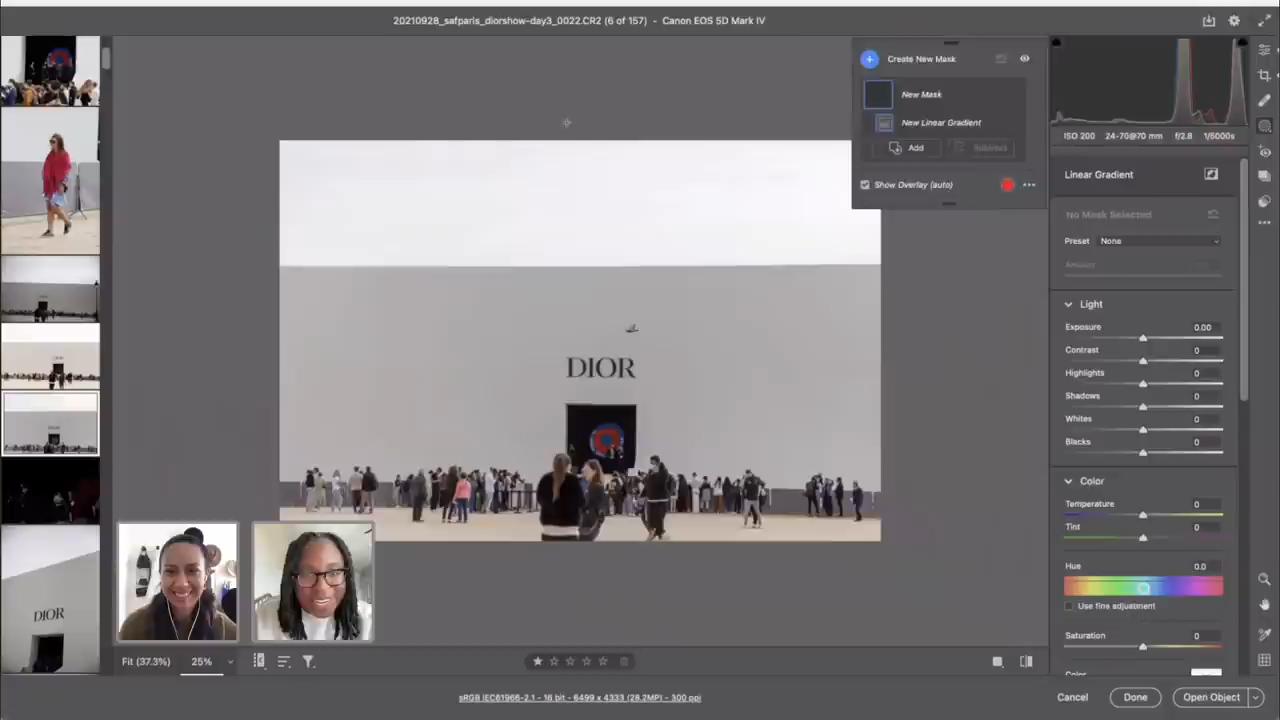 20210928_safparis_diorshow-day3_0022.CR2 (6 of 157) - Canon EOS 5D Mark IV
Create New Mask
New Mask
New Linear Gradient
Add
Subtract
Show Overlay (auto)
ISO 200 24-70@70 mm f/2.8 1/5000s
Linear Gradient
No Mask Selected
Preset None
Amount
Light
Exposure 0.00
Contrast 0
Highlights 0
Shadows 0
Whites 0
Blacks 0
Color
Temperature 0
Tint 0
Hue 0.0
Use fine adjustment
Saturation 0
Color
DIOR
DIOR
Fit (37.3%) 25%
sRGB IEC61966-2.1 - 16 bit - 6499 x 4333 (28.2MP) - 300 ppi
Cancel Done Open Object